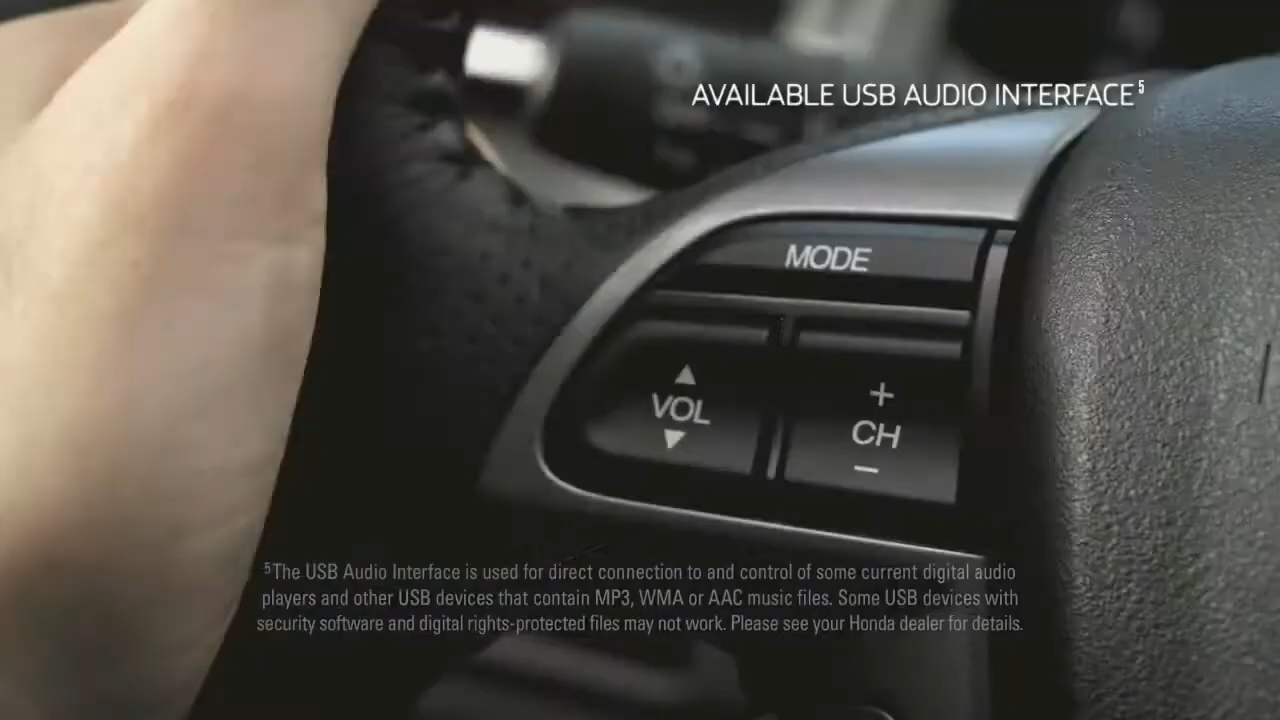 AVAILABLE USB AUDIO INTERFACE⁵
MODE
▲
VOL
▼
+
CH
−
⁵The USB Audio Interface is used for direct connection to and control of some current digital audio
players and other USB devices that contain MP3, WMA or AAC music files. Some USB devices with
security software and digital rights-protected files may not work. Please see your Honda dealer for details.